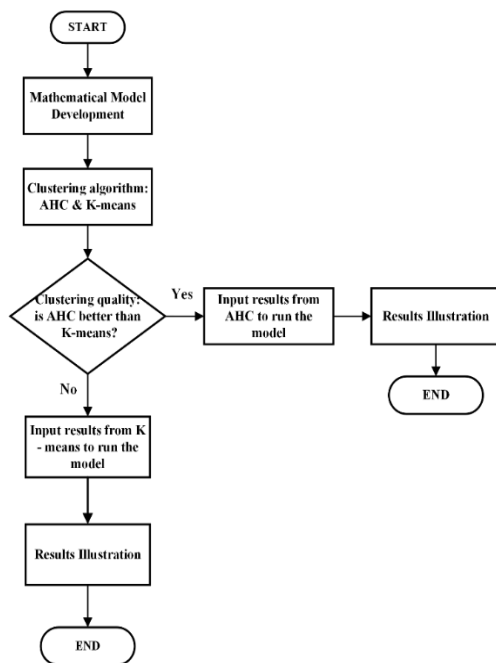 START
Mathematical Model
Development
Clustering algorithm:
AHC & K-means
Clustering quality:
is AHC better than
K-means?
Yes
Input results from
AHC to run the
model
Results Illustration
END
No
Input results from K
- means to run the
model
Results Illustration
END